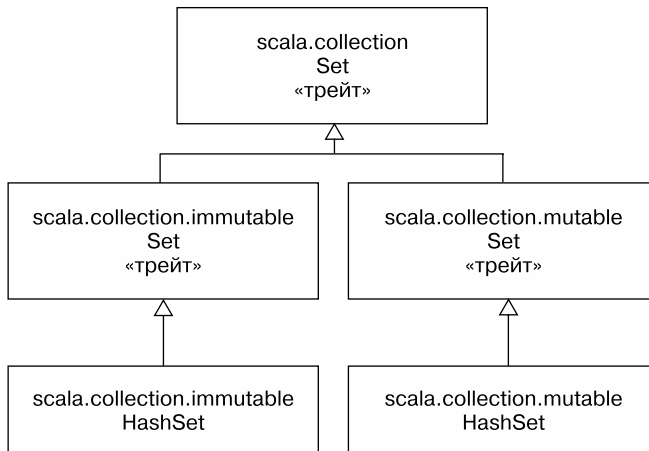 scala.collection
Set
«трейт»
scala.collection.immutable
Set
«трейт»
scala.collection.mutable
Set
«трейт»
scala.collection.immutable
HashSet
scala.collection.mutable
HashSet